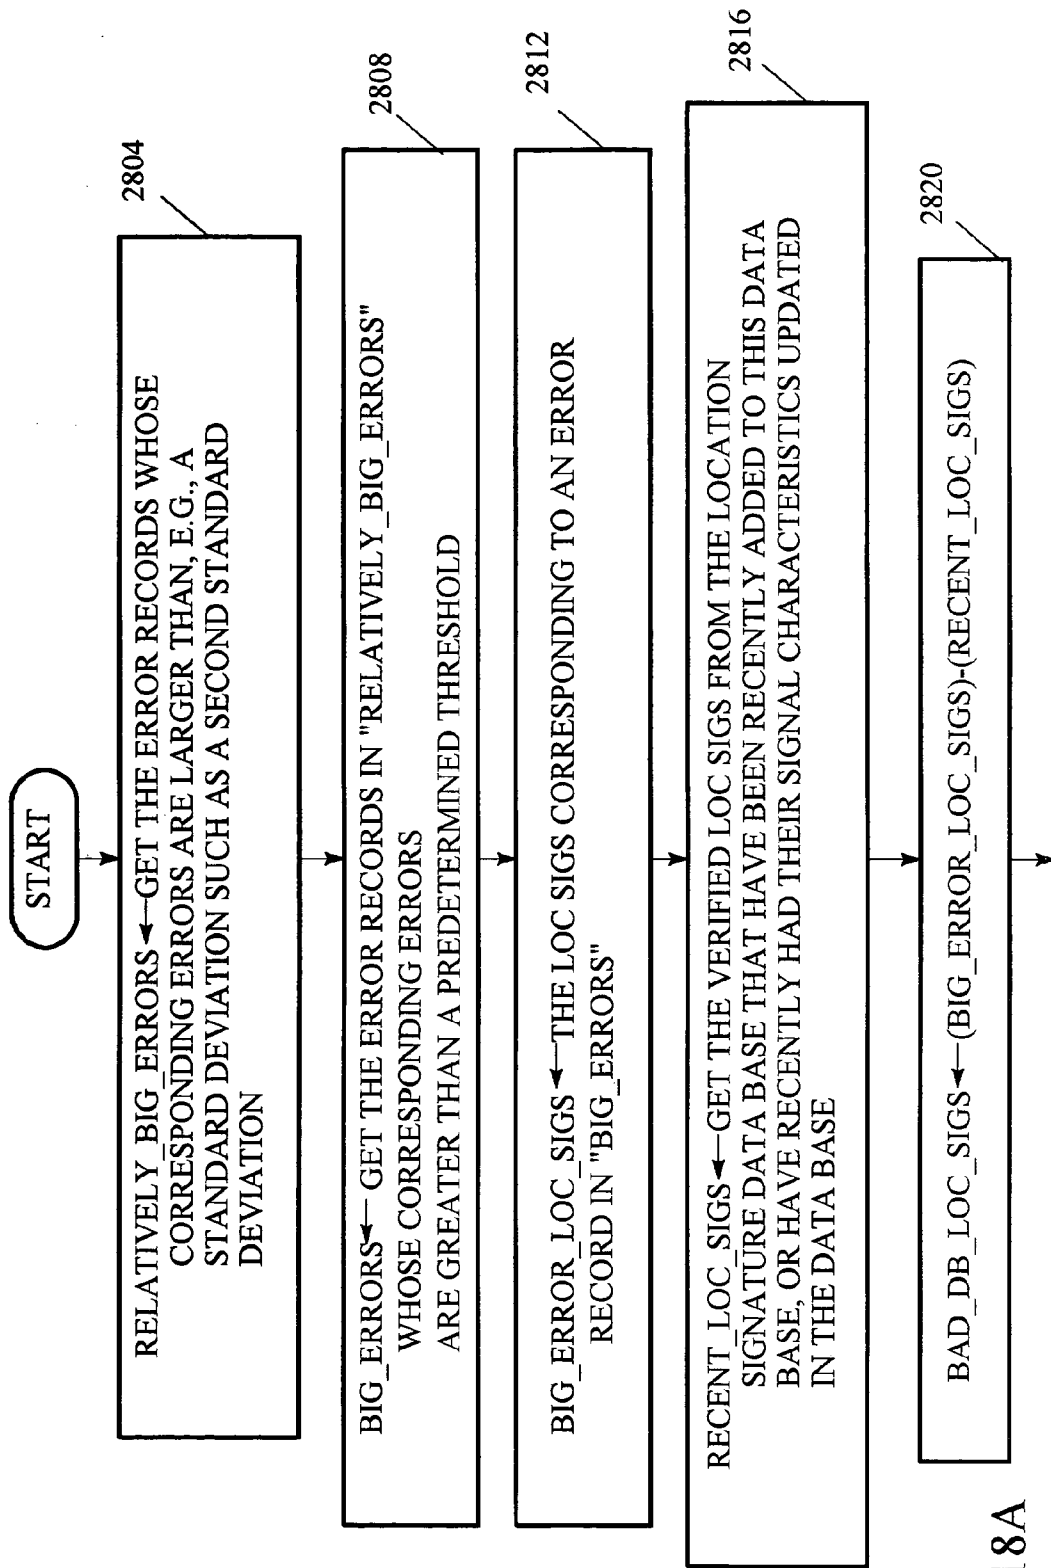 START
2804
RELATIVELY_BIG_ERRORS ← GET THE ERROR RECORDS WHOSE
CORRESPONDING ERRORS ARE LARGER THAN, E.G., A
STANDARD DEVIATION SUCH AS A SECOND STANDARD
DEVIATION
2808
BIG_ERRORS ← GET THE ERROR RECORDS IN "RELATIVELY_BIG_ERRORS"
WHOSE CORRESPONDING ERRORS
ARE GREATER THAN A PREDETERMINED THRESHOLD
2812
BIG_ERROR_LOC_SIGS ← THE LOC SIGS CORRESPONDING TO AN ERROR
RECORD IN "BIG_ERRORS"
2816
RECENT_LOC_SIGS ← GET THE VERIFIED LOC SIGS FROM THE LOCATION
SIGNATURE DATA BASE THAT HAVE BEEN RECENTLY ADDED TO THIS DATA
BASE, OR HAVE RECENTLY HAD THEIR SIGNAL CHARACTERISTICS UPDATED
IN THE DATA BASE
2820
BAD_DB_LOC_SIGS ← (BIG_ERROR_LOC_SIGS)-(RECENT_LOC_SIGS)
8A